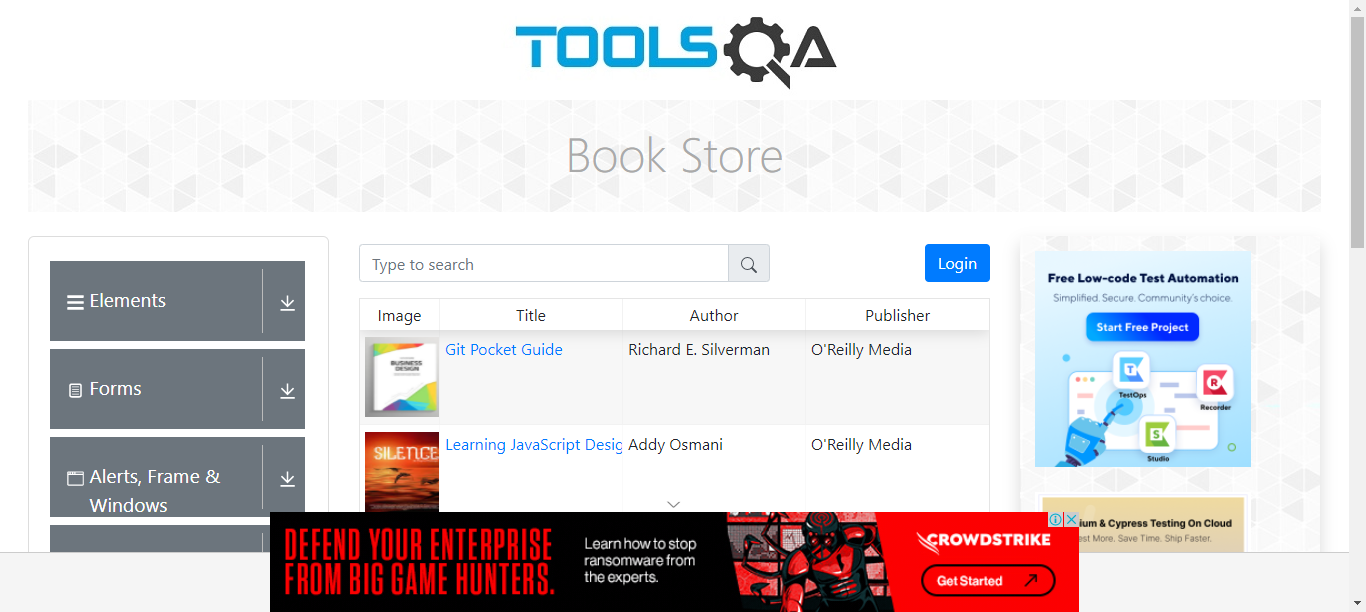 TOOLSQA
Book Store
Elements
Forms
Alerts, Frame &
Windows
Type to search
Login
Image Title Author Publisher
BUSINESS
DESIGN
Git Pocket Guide Richard E. Silverman O'Reilly Media
SILENCE
Learning JavaScript Desig Addy Osmani O'Reilly Media
Free Low-code Test Automation
Simplified. Secure. Community's choice.
Start Free Project
TestOps
Recorder
Studio
ium & Cypress Testing On Cloud
est More. Save Time. Ship Faster.
DEFEND YOUR ENTERPRISE
FROM BIG GAME HUNTERS.
Learn how to stop
ransomware from
the experts.
CROWDSTRIKE
Get Started